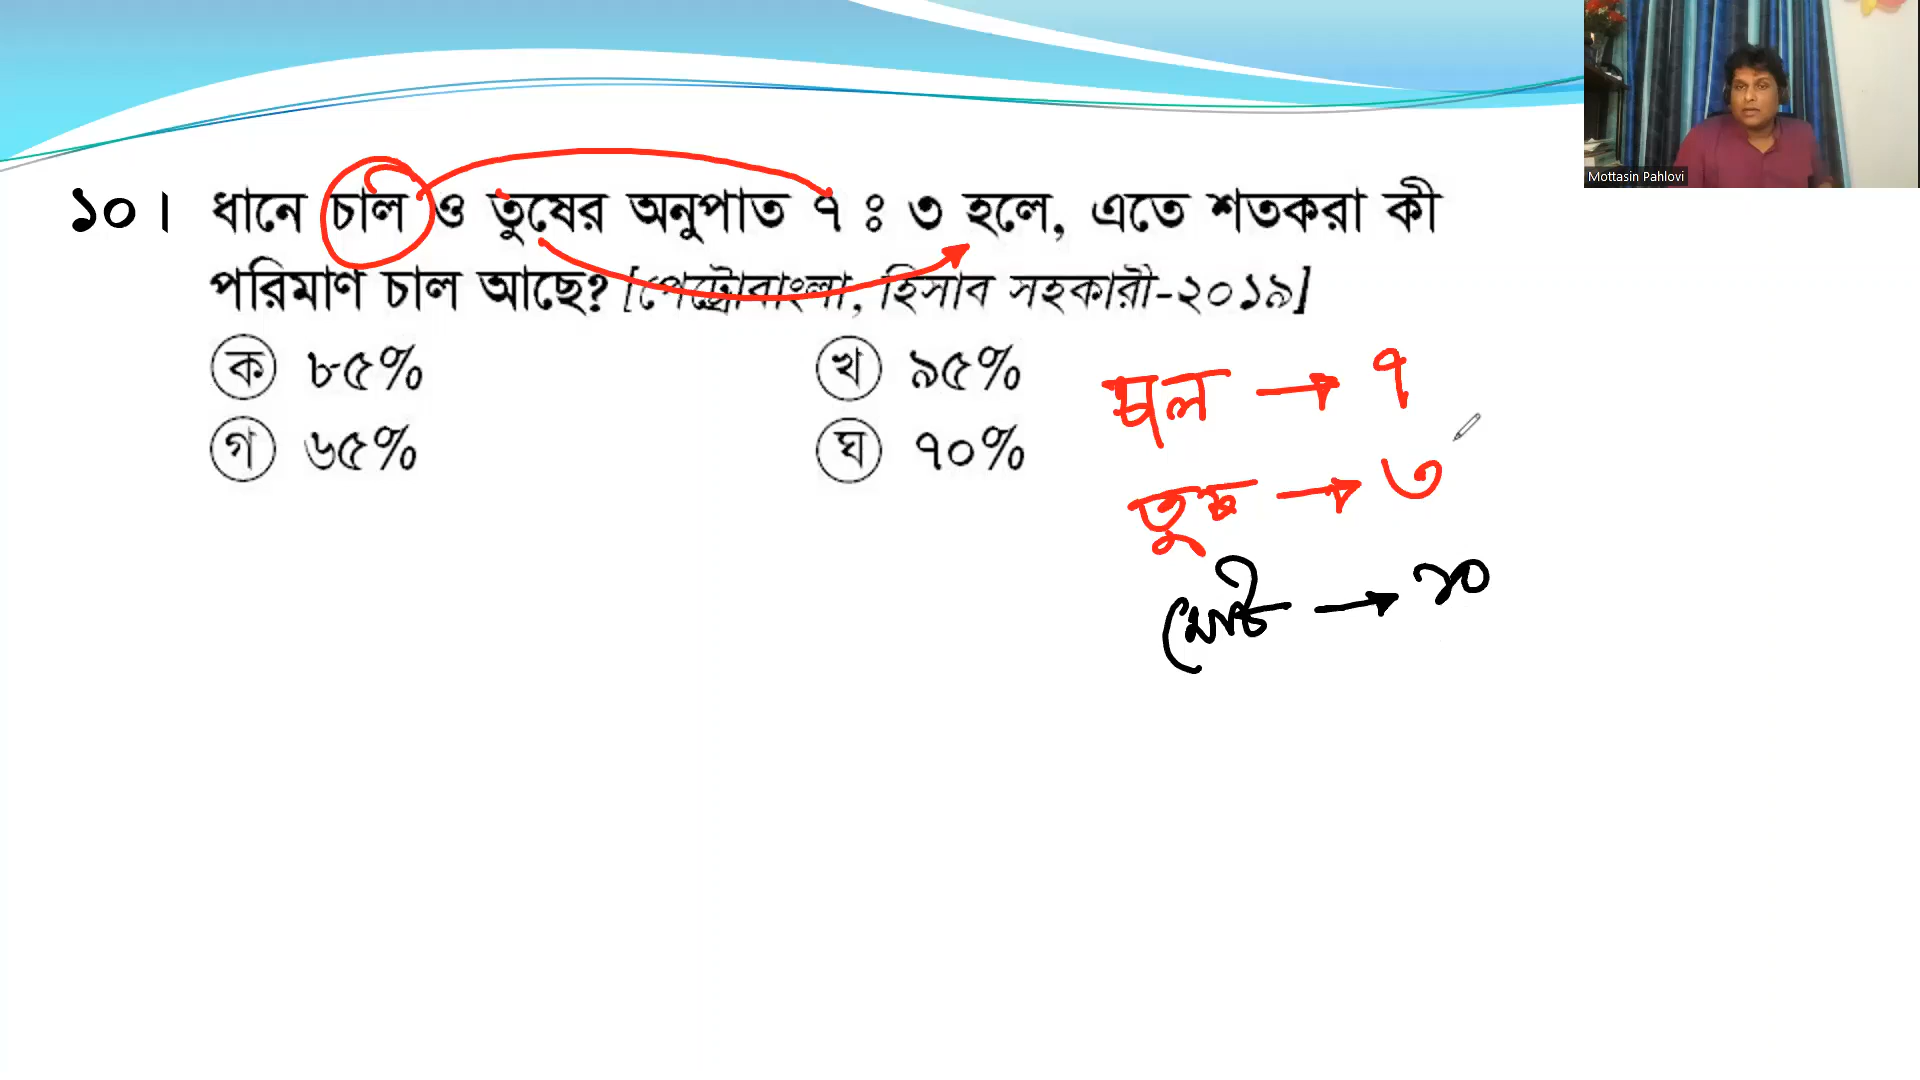 Mottasin Pahlovi
১০। ধানে চাল ও তুষের অনুপাত ৭ : ৩ হলে, এতে শতকরা কী
পরিমাণ চাল আছে? [পেট্রোবাংলা, হিসাব সহকারী-২০১৯]
ক ৮৫% খ ৯৫%
গ ৬৫% ঘ ৭০%
চাল → ৭
তুষ → ৩
মোট → ১০